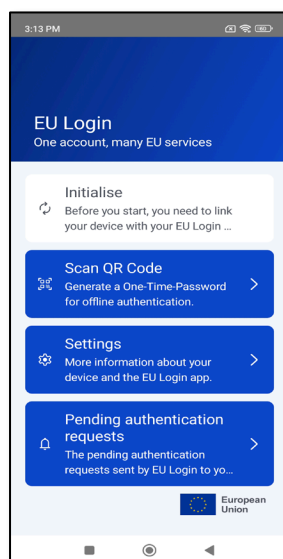 3:13 PM
60
EU Login
One account, many EU services
Initialise
Before you start, you need to link
your device with your EU Login ...
Scan QR Code
Generate a One-Time-Password
for offline authentication.
Settings
More information about your
device and the EU Login app.
Pending authentication
requests
The pending authentication
requests sent by EU Login to yo...
European
Union